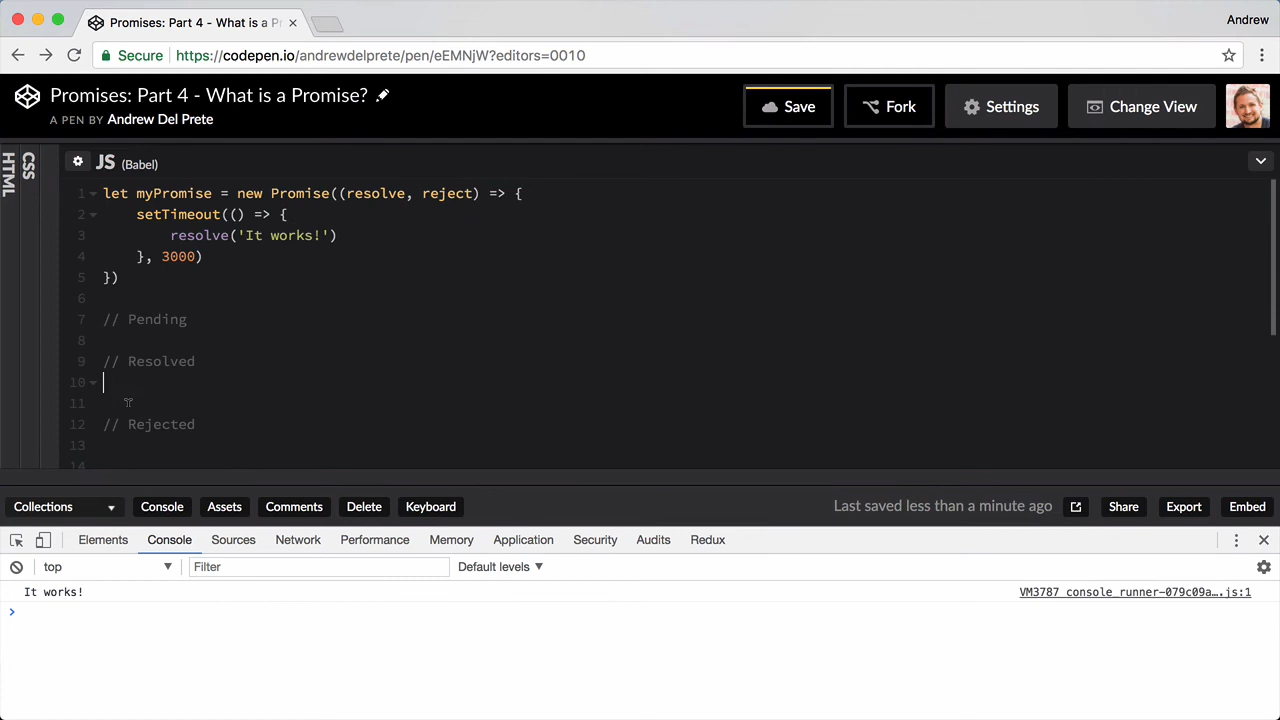 Promises: Part 4 - What is a P
Andrew
Secure https://codepen.io/andrewdelprete/pen/eEMNjW?editors=0010
Promises: Part 4 - What is a Promise?
A PEN BY Andrew Del Prete
Save Fork Settings Change View
HTML
CSS
JS (Babel)
1 let myPromise = new Promise((resolve, reject) => {
2 setTimeout(() => {
3 resolve('It works!')
4 }, 3000)
5 })
6
7 // Pending
8
9 // Resolved
10
11
12 // Rejected
13
14
Collections Console Assets Comments Delete Keyboard Last saved less than a minute ago Share Export Embed
Elements Console Sources Network Performance Memory Application Security Audits Redux
top Filter Default levels
It works! VM3787 console_runner-079c09a….js:1